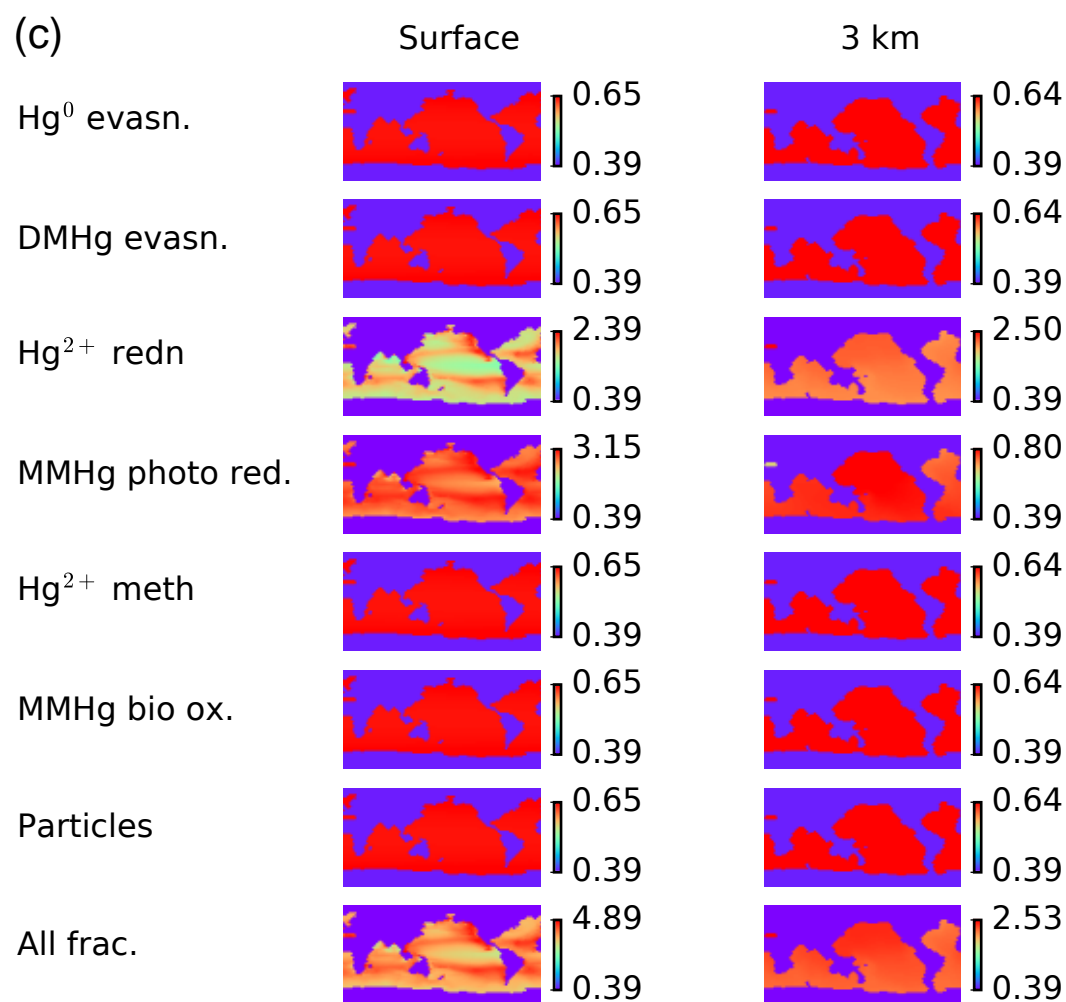 (c)
Surface 3 km
Hg⁰ evasn. 0.65 0.39 0.64 0.39
DMHg evasn. 0.65 0.39 0.64 0.39
Hg²⁺ redn 2.39 0.39 2.50 0.39
MMHg photo red. 3.15 0.39 0.80 0.39
Hg²⁺ meth 0.65 0.39 0.64 0.39
MMHg bio ox. 0.65 0.39 0.64 0.39
Particles 0.65 0.39 0.64 0.39
All frac. 4.89 0.39 2.53 0.39